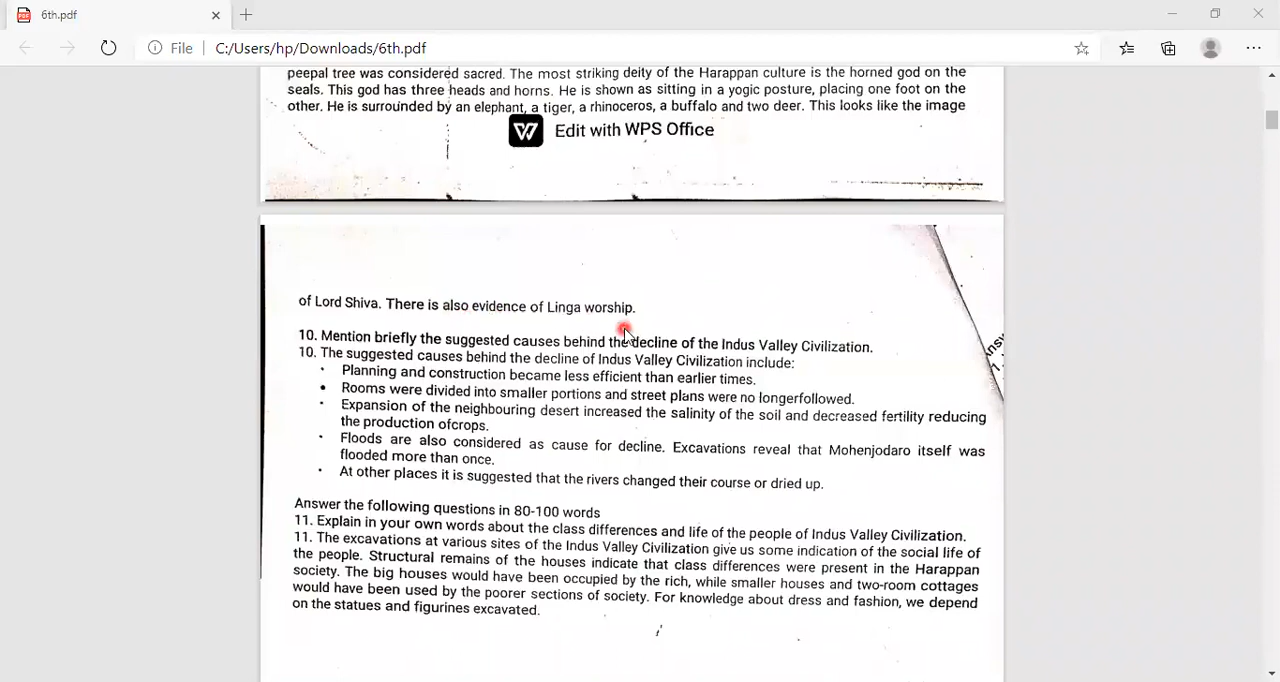 6th.pdf
File
C:/Users/hp/Downloads/6th.pdf
peepal tree was considered sacred. The most striking deity of the Harappan culture is the horned god on the
seals. This god has three heads and horns. He is shown as sitting in a yogic posture, placing one foot on the
other. He is surrounded by an elephant, a tiger, a rhinoceros, a buffalo and two deer. This looks like the image
Edit with WPS Office
of Lord Shiva. There is also evidence of Linga worship.
10. Mention briefly the suggested causes behind the decline of the Indus Valley Civilization.
10. The suggested causes behind the decline of Indus Valley Civilization include:
• Planning and construction became less efficient than earlier times.
• Rooms were divided into smaller portions and street plans were no longerfollowed.
• Expansion of the neighbouring desert increased the salinity of the soil and decreased fertility reducing
the production ofcrops.
• Floods are also considered as cause for decline. Excavations reveal that Mohenjodaro itself was
flooded more than once.
• At other places it is suggested that the rivers changed their course or dried up.
Answer the following questions in 80-100 words
11. Explain in your own words about the class differences and life of the people of Indus Valley Civilization.
11. The excavations at various sites of the Indus Valley Civilization give us some indication of the social life of
the people. Structural remains of the houses indicate that class differences were present in the Harappan
society. The big houses would have been occupied by the rich, while smaller houses and two-room cottages
would have been used by the poorer sections of society. For knowledge about dress and fashion, we depend
on the statues and figurines excavated.